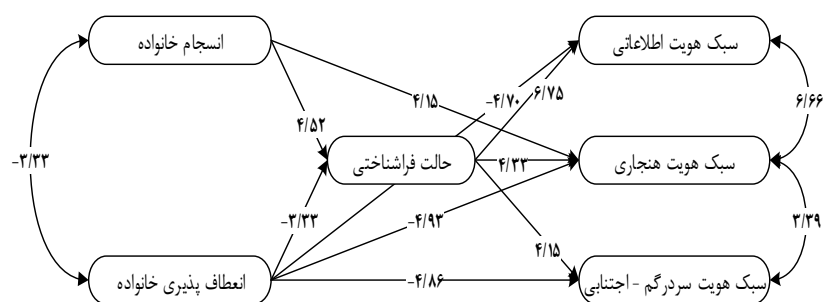 انسجام خانواده
سبک هویت اطلاعاتی
-۴/۷۰
۶/۷۵
۴/۱۵
۶/۶۶
۴/۵۲
-۳/۳۳
حالت فراشناختی
۴/۳۳
سبک هویت هنجاری
-۳/۳۳
-۴/۹۳
۳/۳۹
۴/۱۵
انعطاف پذیری خانواده
-۴/۸۶
سبک هویت سردرگم - اجتنابی